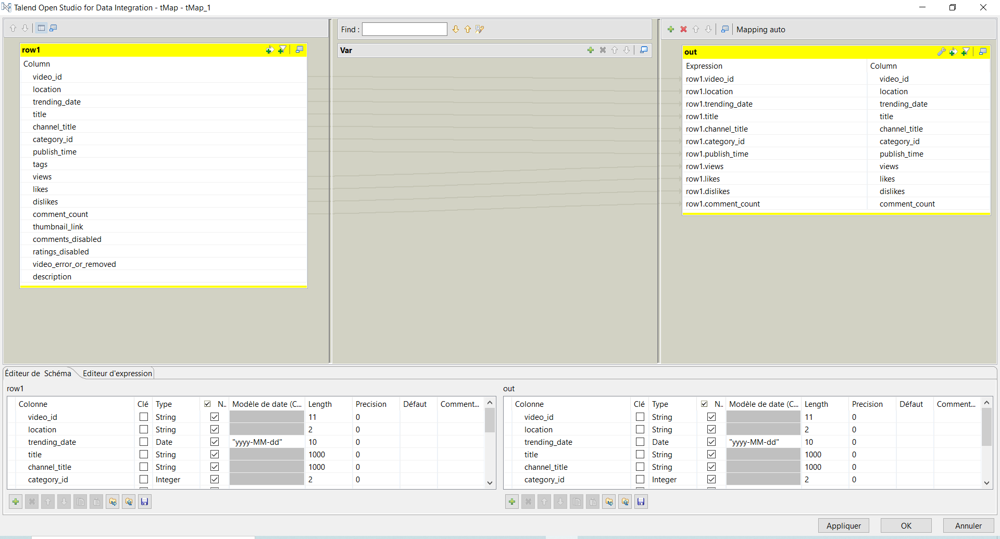 Talend Open Studio for Data Integration - tMap - tMap_1
Find :
Mapping auto
row1
Column
video_id
location
trending_date
title
channel_title
category_id
publish_time
tags
views
likes
dislikes
comment_count
thumbnail_link
comments_disabled
ratings_disabled
video_error_or_removed
description
Var
out
Expression Column
row1.video_id video_id
row1.location location
row1.trending_date trending_date
row1.title title
row1.channel_title channel_title
row1.category_id category_id
row1.publish_time publish_time
row1.views views
row1.likes likes
row1.dislikes dislikes
row1.comment_count comment_count
Éditeur de Schéma Editeur d'expression
row1
Colonne Clé Type N.. Modèle de date (C... Length Precision Défaut Comment...
video_id String 11 0
location String 2 0
trending_date Date "yyyy-MM-dd" 10 0
title String 1000 0
channel_title String 1000 0
category_id Integer 2 0
out
Colonne Clé Type N.. Modèle de date (C... Length Precision Défaut Comment...
video_id String 11 0
location String 2 0
trending_date Date "yyyy-MM-dd" 10 0
title String 1000 0
channel_title String 1000 0
category_id Integer 2 0
Appliquer OK Annuler